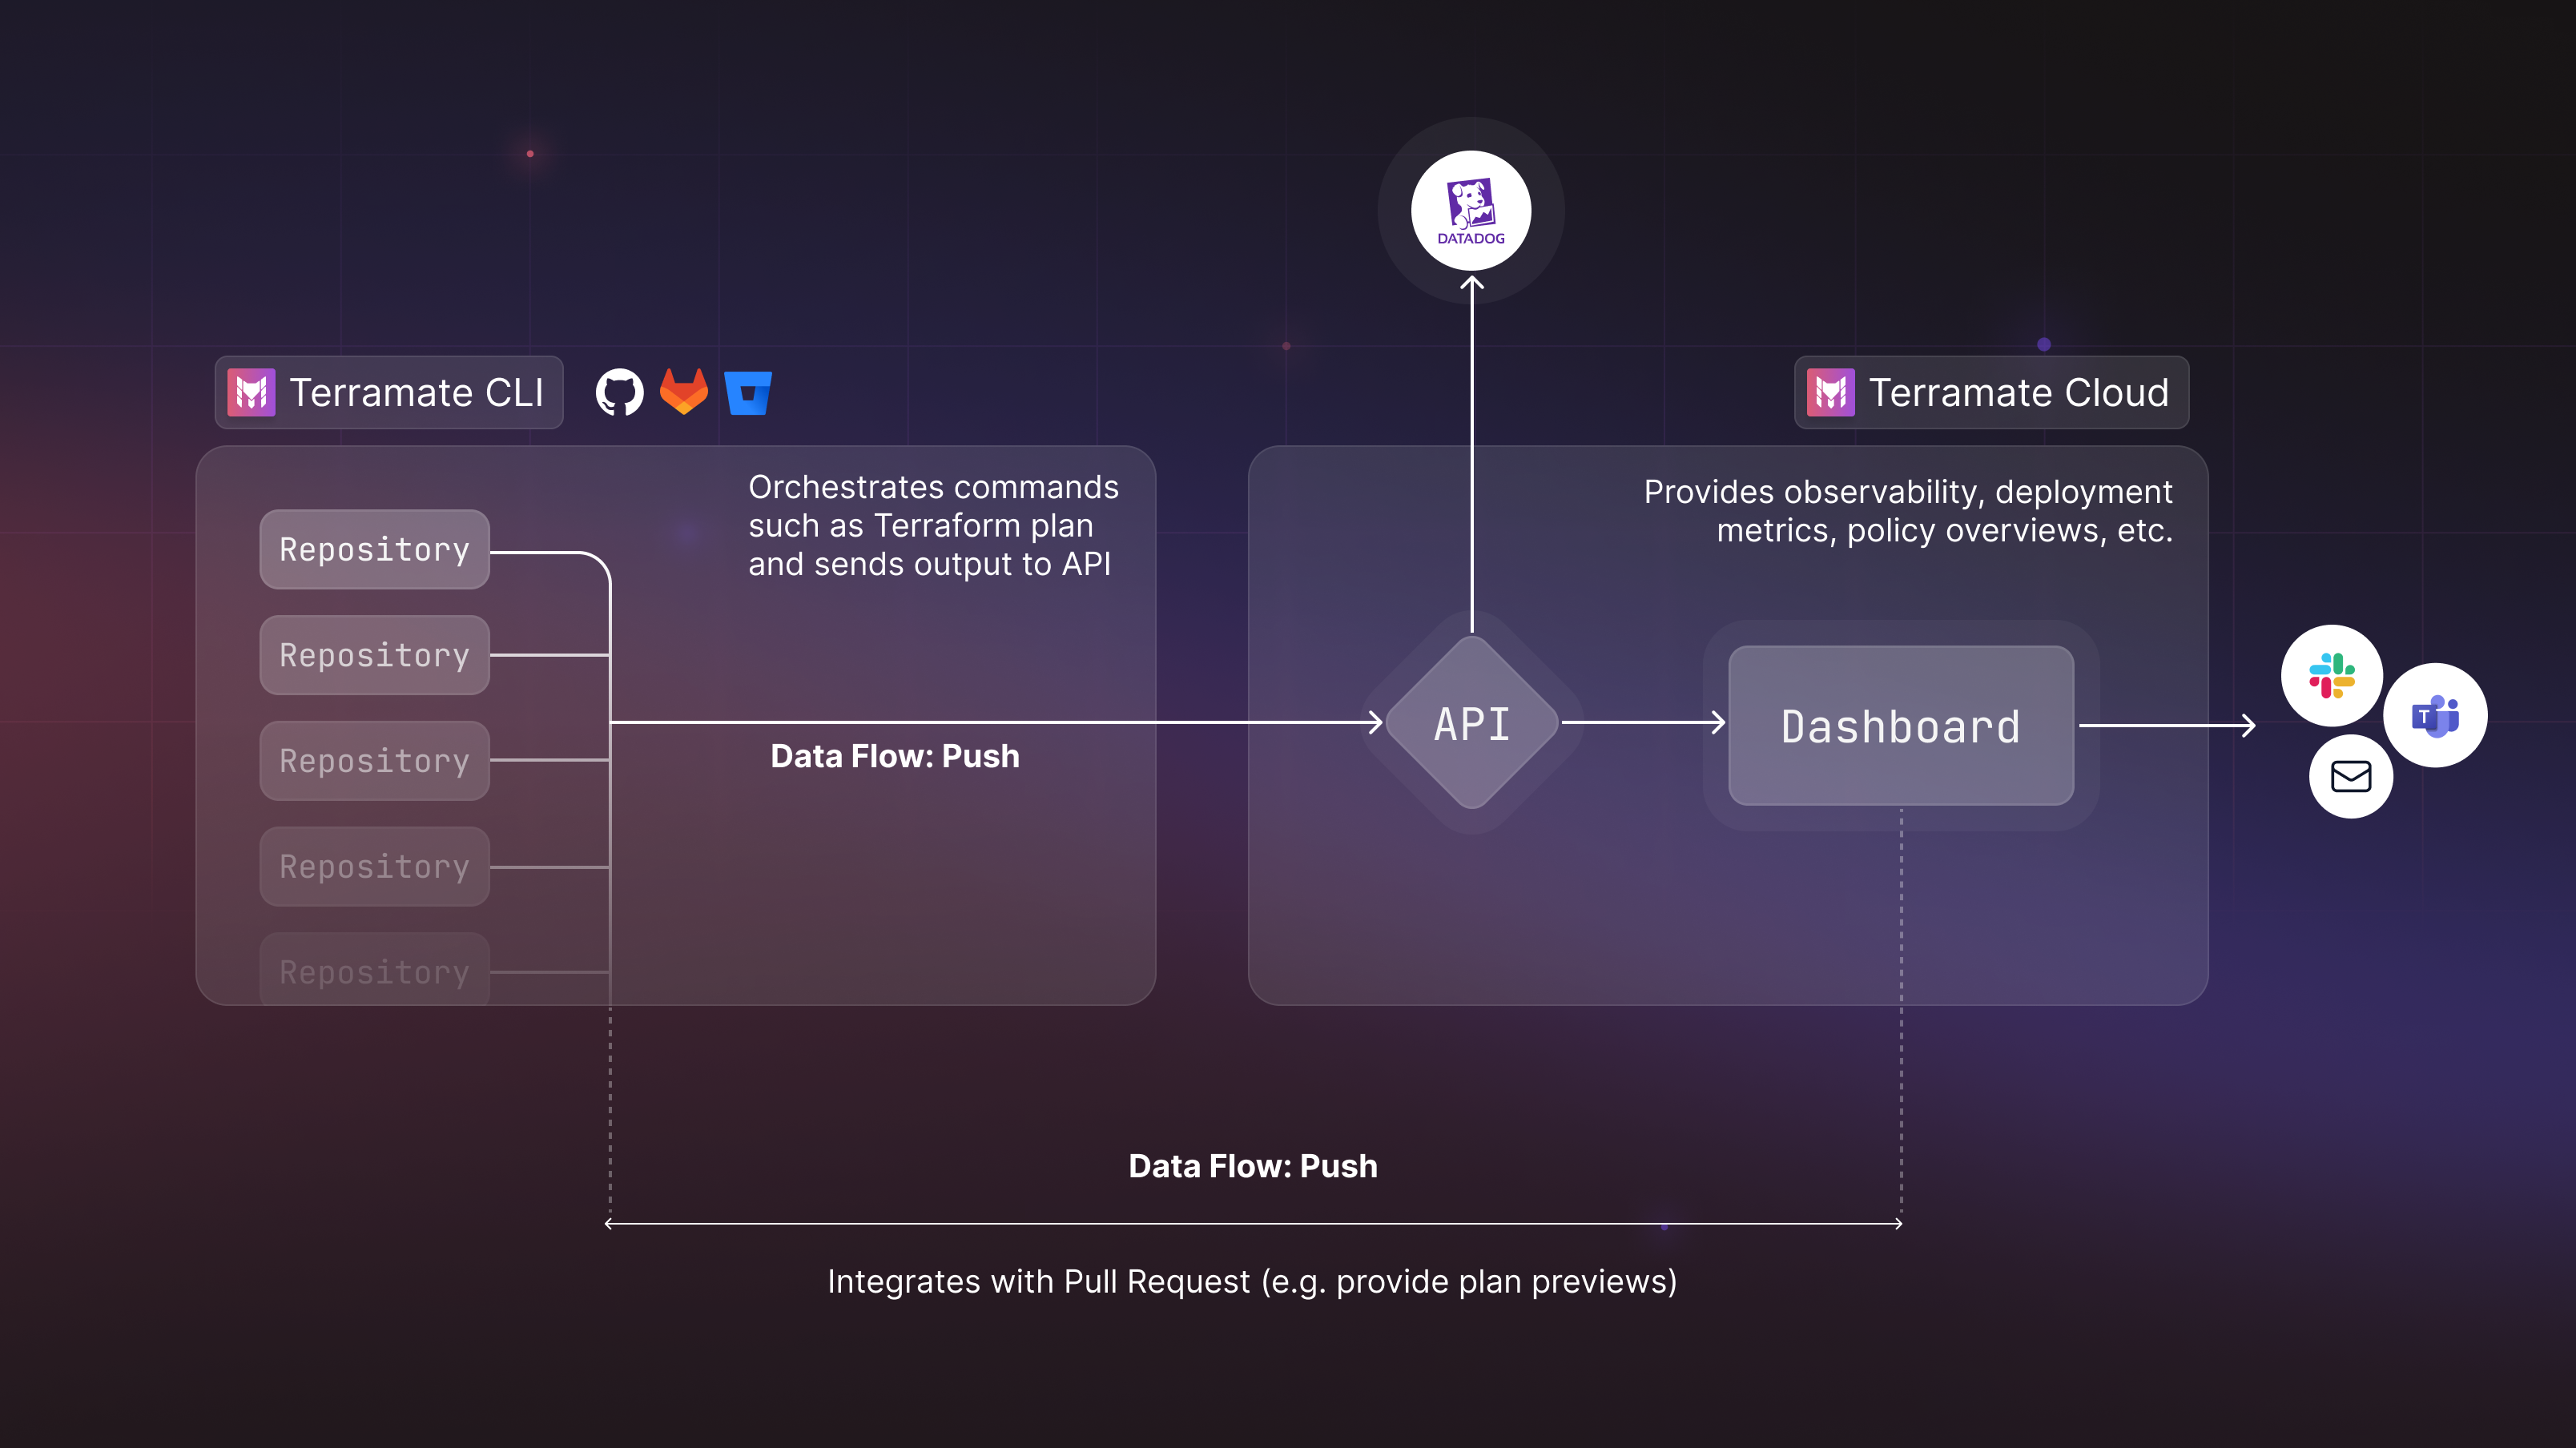 DATADOG
Terramate CLI
Terramate Cloud
Orchestrates commands
such as Terraform plan
and sends output to API
Provides observability, deployment
metrics, policy overviews, etc.
Repository
Repository
Repository
Repository
Repository
Data Flow: Push
API
Dashboard
T
Data Flow: Push
Integrates with Pull Request (e.g. provide plan previews)